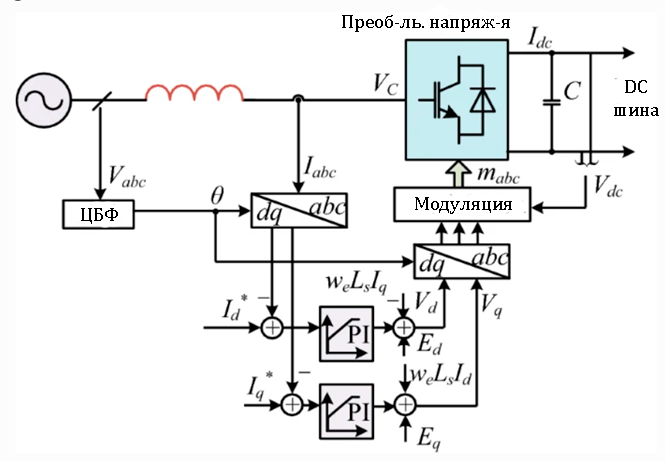 Преоб-ль. напряж-я
I_dc
V_C
C
DC
шина
V_abc
I_abc
m_abc
V_dc
ЦБФ
θ
dq
abc
Модуляция
dq
abc
w_eL_sI_q
−
−
V_d
V_q
I_d*
PI
E_d
w_eL_sI_d
−
I_q*
PI
E_q